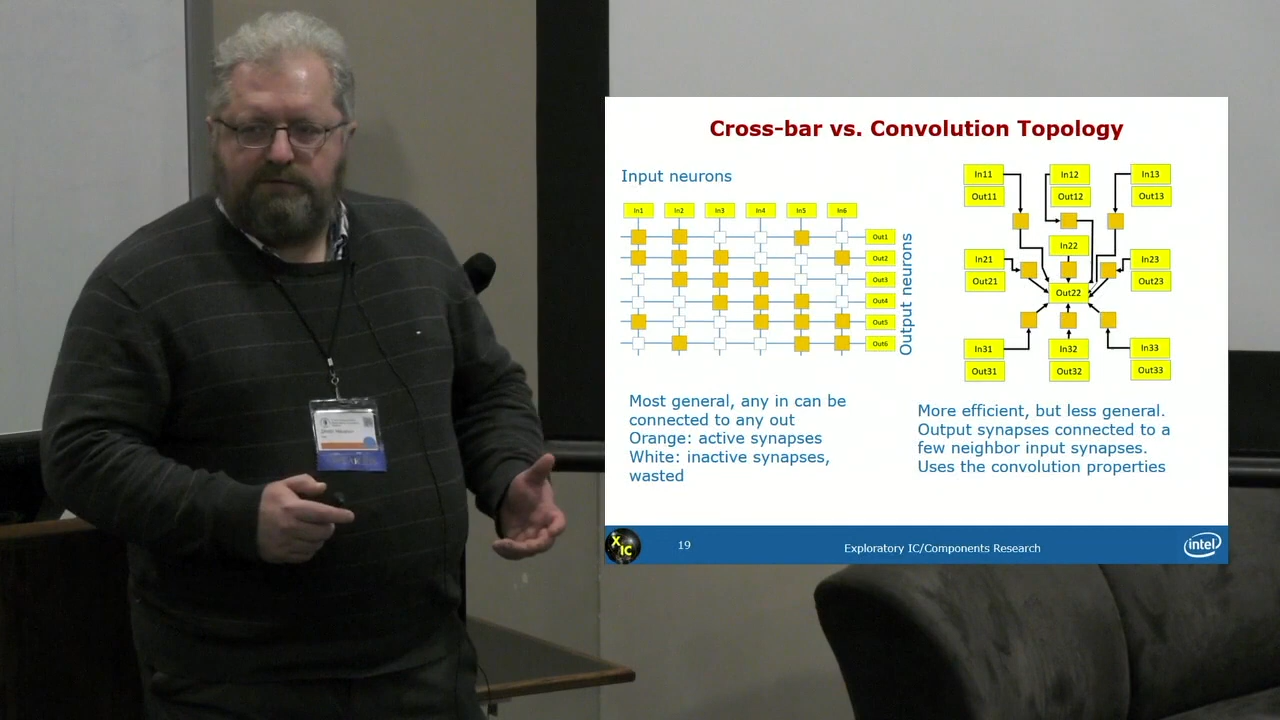 Cross-bar vs. Convolution Topology
Input neurons
In1 In2 In3 In4 In5 In6
Out1
Out2
Out3
Out4
Out5
Out6
Output neurons
Most general, any in can be
connected to any out
Orange: active synapses
White: inactive synapses,
wasted
In11 In12 In13
Out11 Out12 Out13
In22
In21 In23
Out21 Out22 Out23
In31 In32 In33
Out31 Out32 Out33
More efficient, but less general.
Output synapses connected to a
few neighbor input synapses.
Uses the convolution properties
X IC
19
Exploratory IC/Components Research
intel